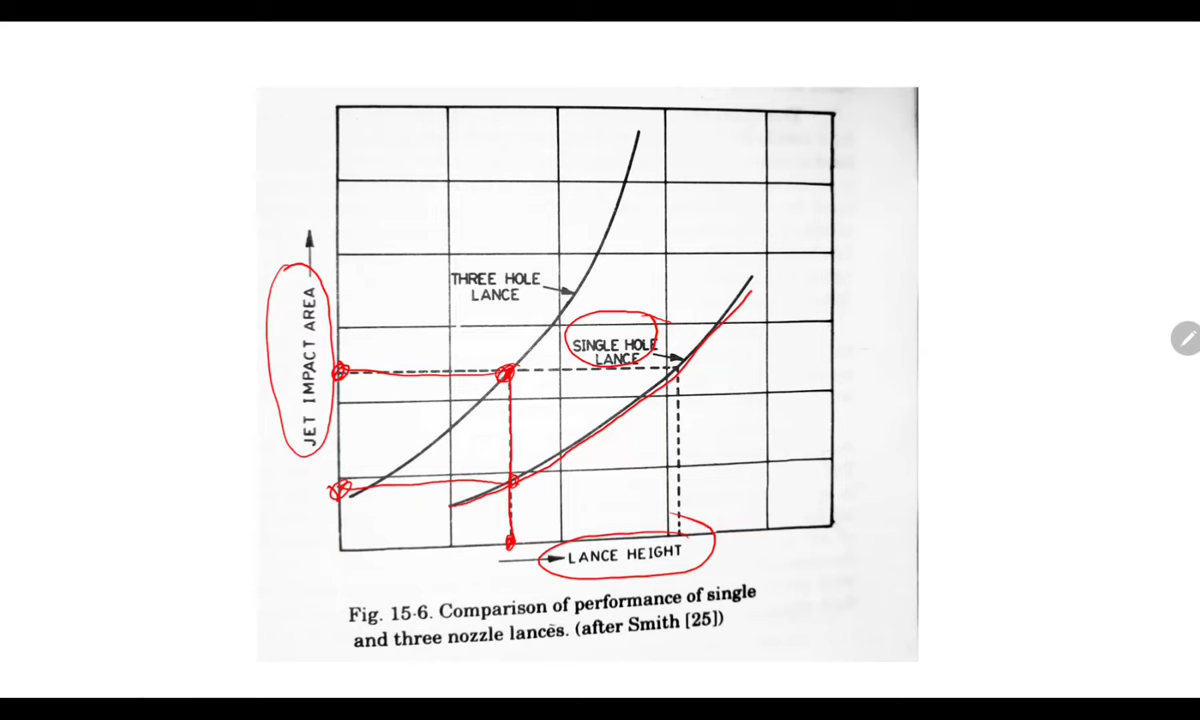 THREE HOLE
LANCE
SINGLE HOLE
LANCE
JET IMPACT AREA
LANCE HEIGHT
Fig. 15-6. Comparison of performance of single
and three nozzle lances. (after Smith [25])